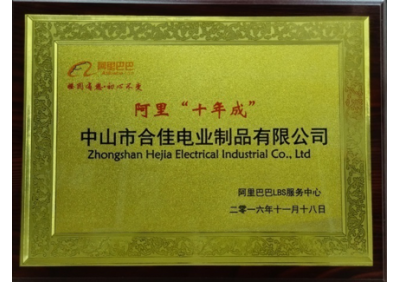 阿里巴巴
阿里“十年成”
中山市合佳电业制品有限公司
Zhongshan Hejia Electrical Industrial Co., Ltd
阿里巴巴LBS服务中心
二零一六年十一月十八日